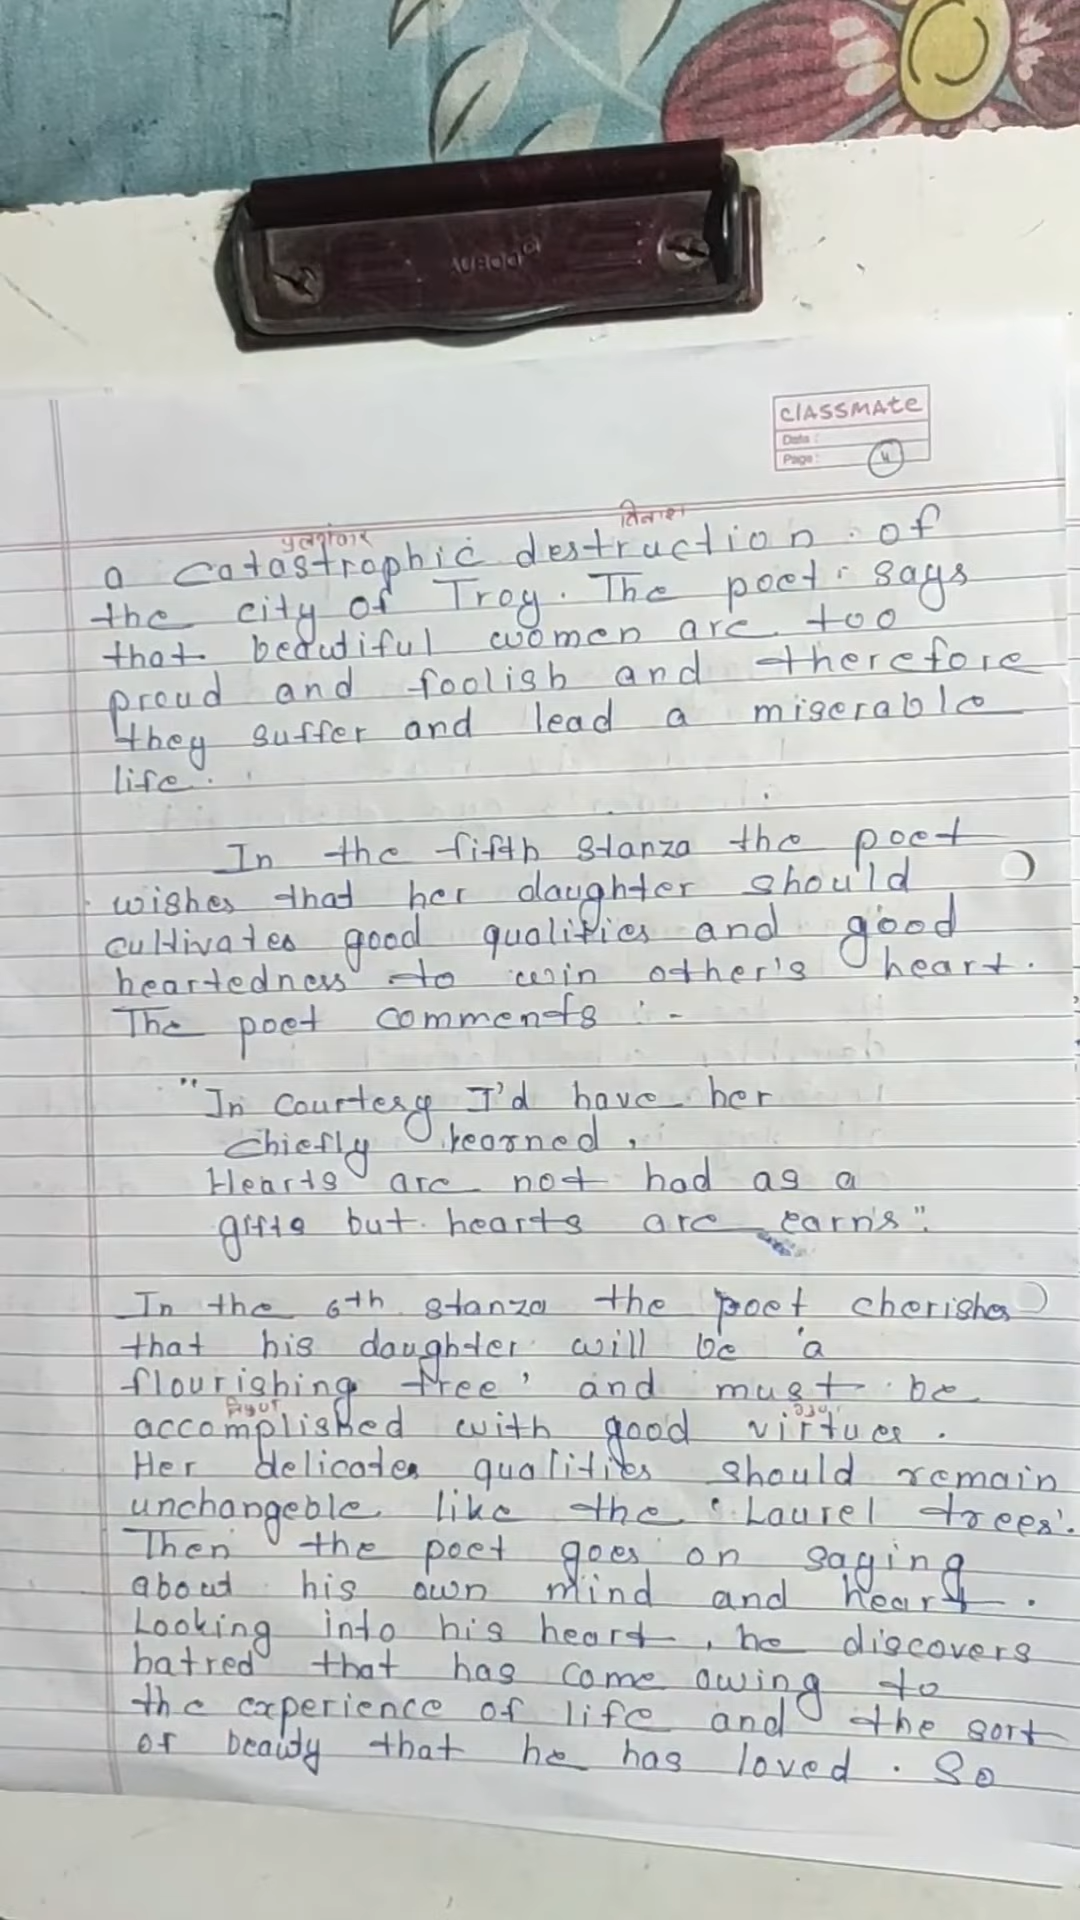 AUROO
CLASSMATE
Date :
Page : 4
विनाश
a catastrophic destruction of
the city of Troy. The poet says
that beautiful women are too
proud and foolish and therefore
they suffer and lead a miserable
life.
In the fifth stanza the poet
wishes that her daughter should
cultivates good qualities and good
heartedness to win other's heart.
The poet comments :-
"In courtesy I'd have her
chiefly learned,
Hearts are not had as a
gifts but hearts are earns".
In the 6th stanza the poet cherishes
that his daughter will be 'a
flourishing tree' and must be
निपुण
accomplished with good virtues.
Her delicates qualities should remain
unchangeble like the 'Laurel trees'.
Then the poet goes on saying
about his own mind and heart.
Looking into his heart, he discovers
hatred that has come owing to
the experience of life and the sort
of beauty that he has loved. So